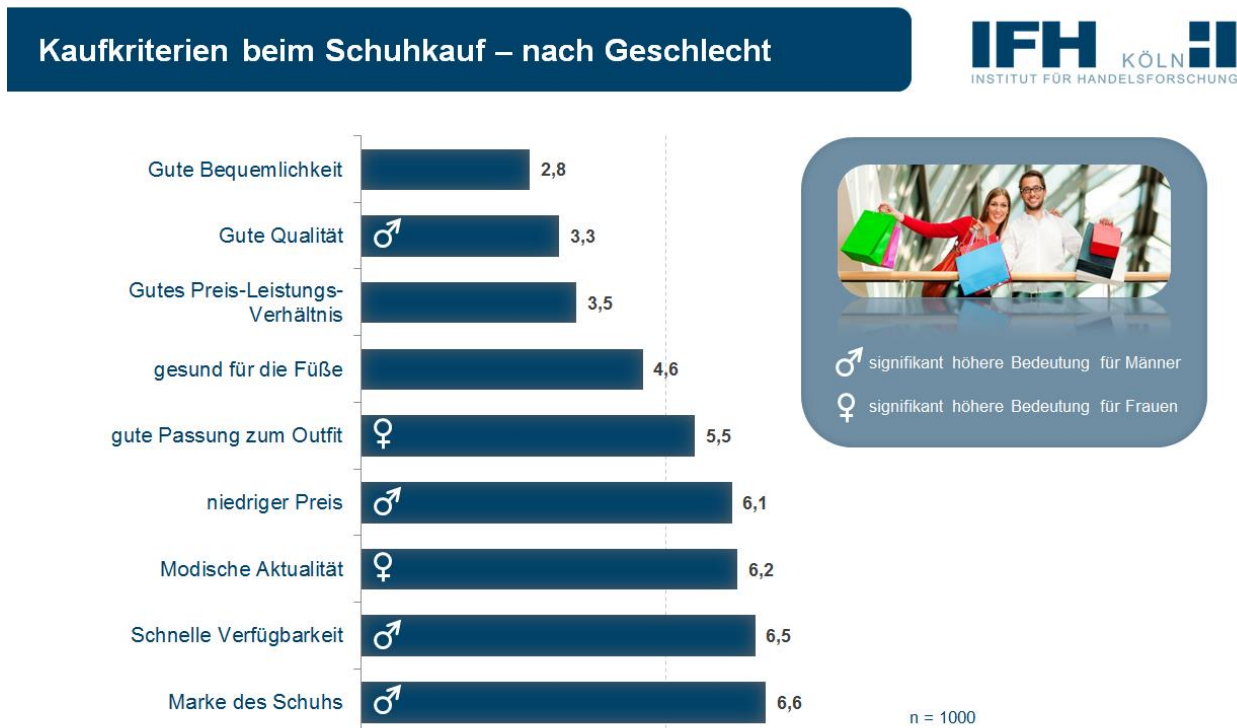 Kaufkriterien beim Schuhkauf – nach Geschlecht
IFH KÖLN
INSTITUT FÜR HANDELSFORSCHUNG
Gute Bequemlichkeit
2,8
Gute Qualität
♂
3,3
Gutes Preis-Leistungs-
Verhältnis
3,5
gesund für die Füße
4,6
gute Passung zum Outfit
♀
5,5
niedriger Preis
♂
6,1
Modische Aktualität
♀
6,2
Schnelle Verfügbarkeit
♂
6,5
Marke des Schuhs
♂
6,6
♂ signifikant höhere Bedeutung für Männer
♀ signifikant höhere Bedeutung für Frauen
n = 1000